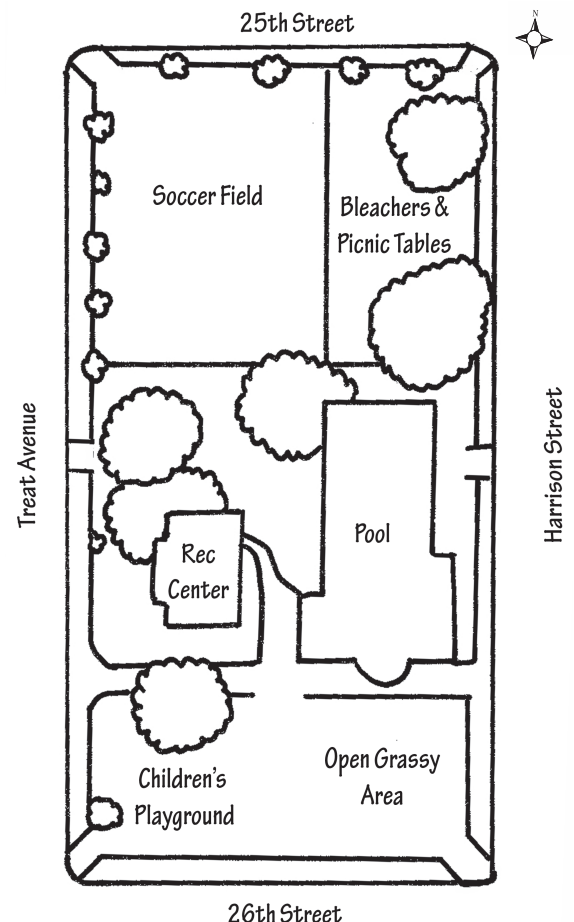 25th Street
N
Soccer Field
Bleachers &
Picnic Tables
Treat Avenue
Harrison Street
Pool
Rec
Center
Children's
Playground
Open Grassy
Area
26th Street